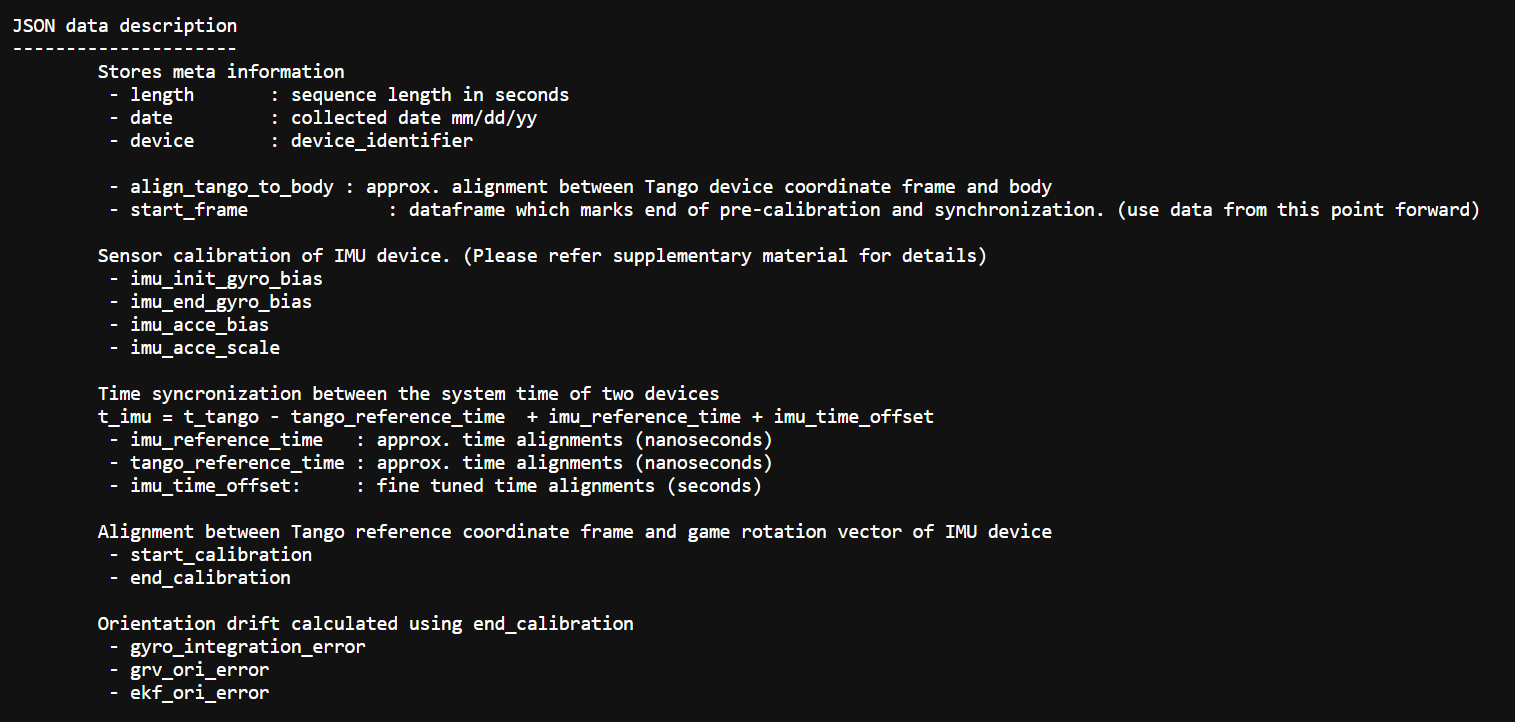 JSON data description
---------------------
Stores meta information
- length : sequence length in seconds
- date : collected date mm/dd/yy
- device : device_identifier
- align_tango_to_body : approx. alignment between Tango device coordinate frame and body
- start_frame : dataframe which marks end of pre-calibration and synchronization. (use data from this point forward)
Sensor calibration of IMU device. (Please refer supplementary material for details)
- imu_init_gyro_bias
- imu_end_gyro_bias
- imu_acce_bias
- imu_acce_scale
Time syncronization between the system time of two devices
t_imu = t_tango - tango_reference_time + imu_reference_time + imu_time_offset
- imu_reference_time : approx. time alignments (nanoseconds)
- tango_reference_time : approx. time alignments (nanoseconds)
- imu_time_offset: : fine tuned time alignments (seconds)
Alignment between Tango reference coordinate frame and game rotation vector of IMU device
- start_calibration
- end_calibration
Orientation drift calculated using end_calibration
- gyro_integration_error
- grv_ori_error
- ekf_ori_error